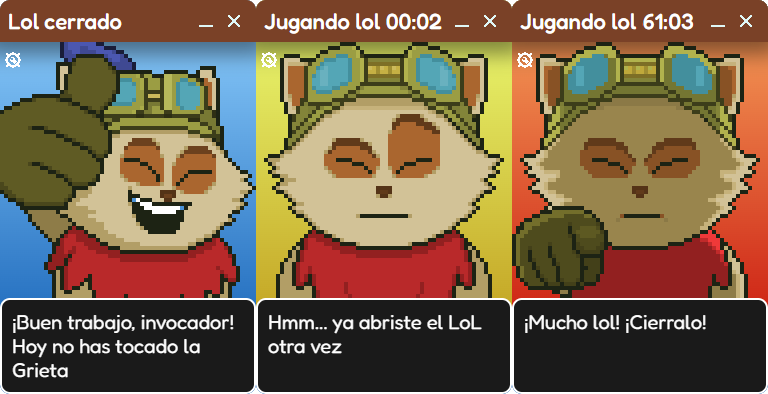 Lol cerrado
¡Buen trabajo, invocador!
Hoy no has tocado la
Grieta
Jugando lol 00:02
Hmm... ya abriste el LoL
otra vez
Jugando lol 61:03
¡Mucho lol! ¡Cierralo!